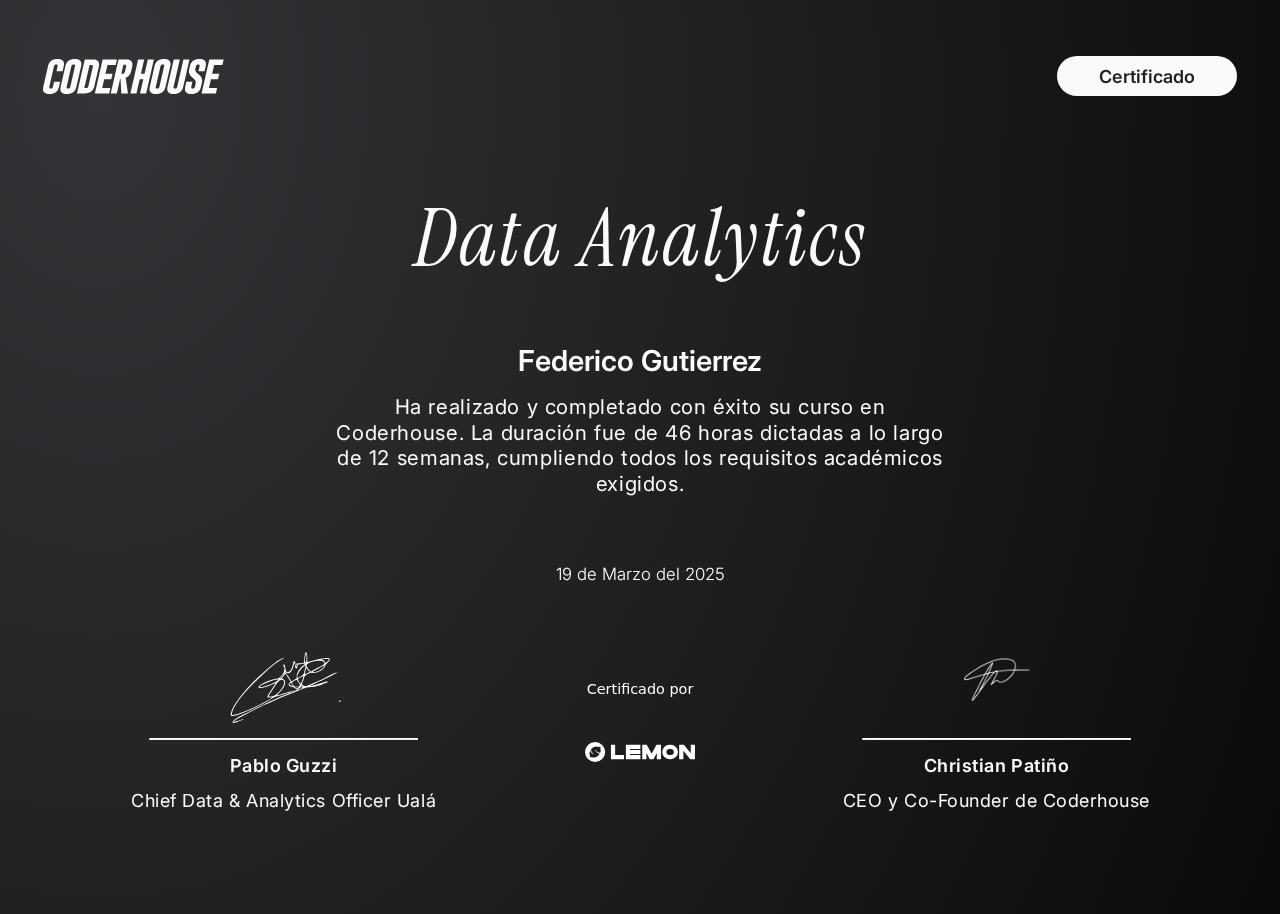 CODERHOUSE
Certificado
Data Analytics
Federico Gutierrez
Ha realizado y completado con éxito su curso en
Coderhouse. La duración fue de 46 horas dictadas a lo largo
de 12 semanas, cumpliendo todos los requisitos académicos
exigidos.
19 de Marzo del 2025
Certificado por
LEMON
Pablo Guzzi
Chief Data & Analytics Officer Ualá
Christian Patiño
CEO y Co-Founder de Coderhouse